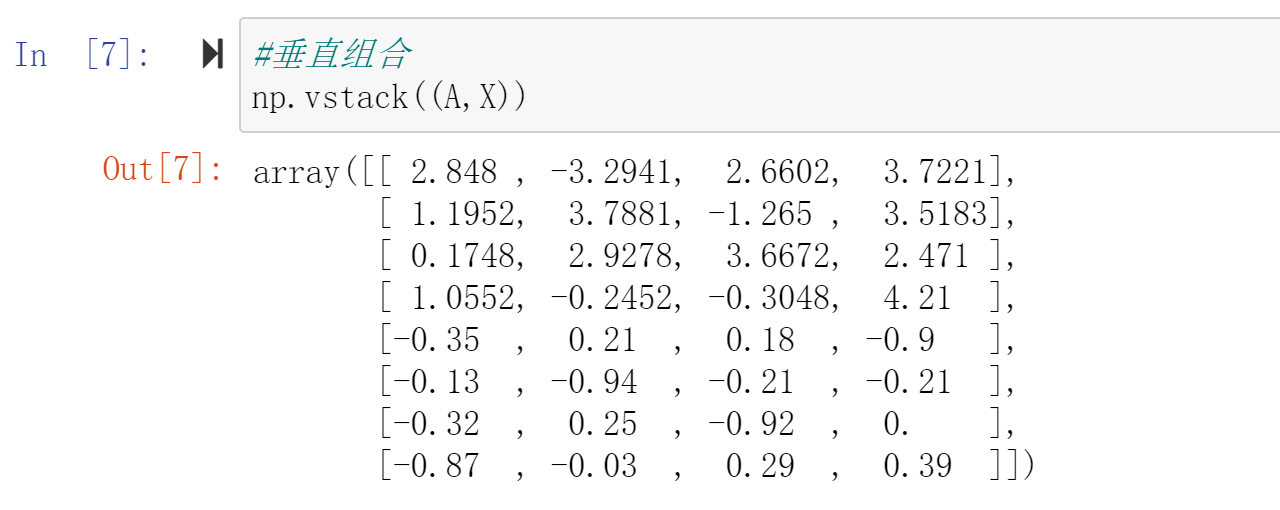 In [7]: #垂直组合
np.vstack((A,X))
Out[7]: array([[ 2.848 , -3.2941,  2.6602,  3.7221],
       [ 1.1952,  3.7881, -1.265 ,  3.5183],
       [ 0.1748,  2.9278,  3.6672,  2.471 ],
       [ 1.0552, -0.2452, -0.3048,  4.21  ],
       [-0.35  ,  0.21  ,  0.18  , -0.9   ],
       [-0.13  , -0.94  , -0.21  , -0.21  ],
       [-0.32  ,  0.25  , -0.92  ,  0.    ],
       [-0.87  , -0.03  ,  0.29  ,  0.39  ]])